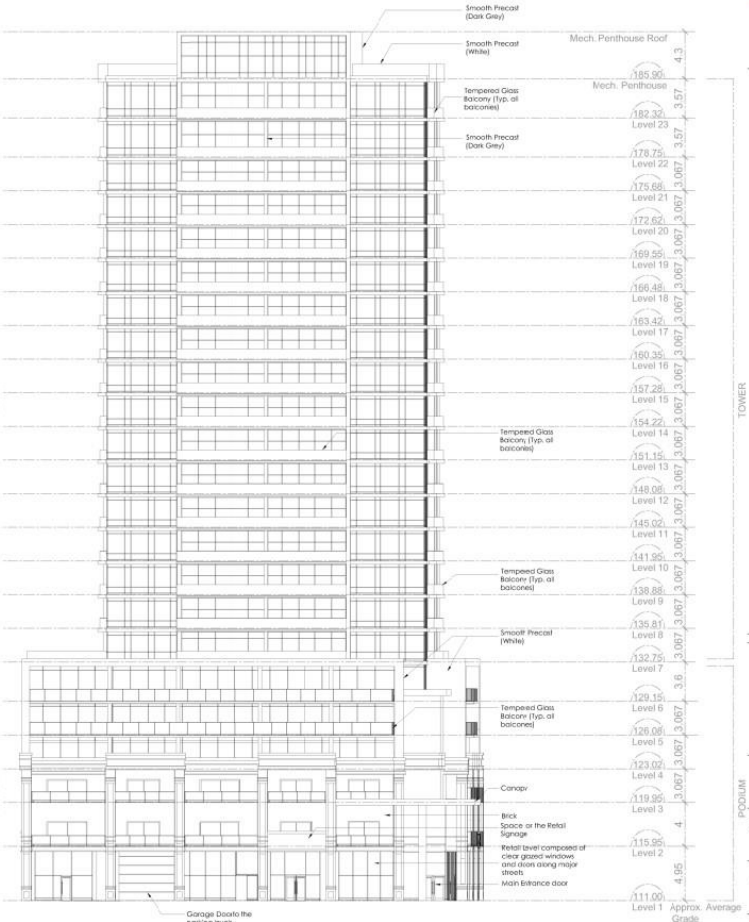 Smooth Precast
(Dark Grey)
Smooth Precast
(White)
Mech. Penthouse Roof
4.3
185.90
Mech. Penthouse
Tempered Glass
Balcony (Typ. all
balconies)
3.57
182.32
Level 23
Smooth Precast
(Dark Grey)
3.57
178.75
Level 22
3.067
175.68
Level 21
3.067
172.62
Level 20
3.067
169.55
Level 19
3.067
166.48
Level 18
3.067
163.42
Level 17
3.067
160.35
Level 16
3.067
157.28
Level 15
3.067
154.22
Level 14
TOWER
Tempered Glass
Balcony (Typ. all
balconies)
3.067
151.15
Level 13
3.067
148.08
Level 12
3.067
145.02
Level 11
3.067
141.95
Level 10
Tempered Glass
Balcony (Typ. all
balconies)
3.067
138.88
Level 9
3.067
135.81
Level 8
Smooth Precast
(White)
3.067
132.75
Level 7
3.6
129.15
Level 6
Tempered Glass
Balcony (Typ. all
balconies)
3.067
126.08
Level 5
3.067
123.02
Level 4
Canopy
3.067
119.95
Level 3
PODIUM
Brick
Space or the Retail
Signage
4
115.95
Level 2
Retail Level composed of
clear glazed windows
and doors along major
streets
Main Entrance door
4.95
111.00
Level 1 Approx. Average
Grade
Garage Doorto the